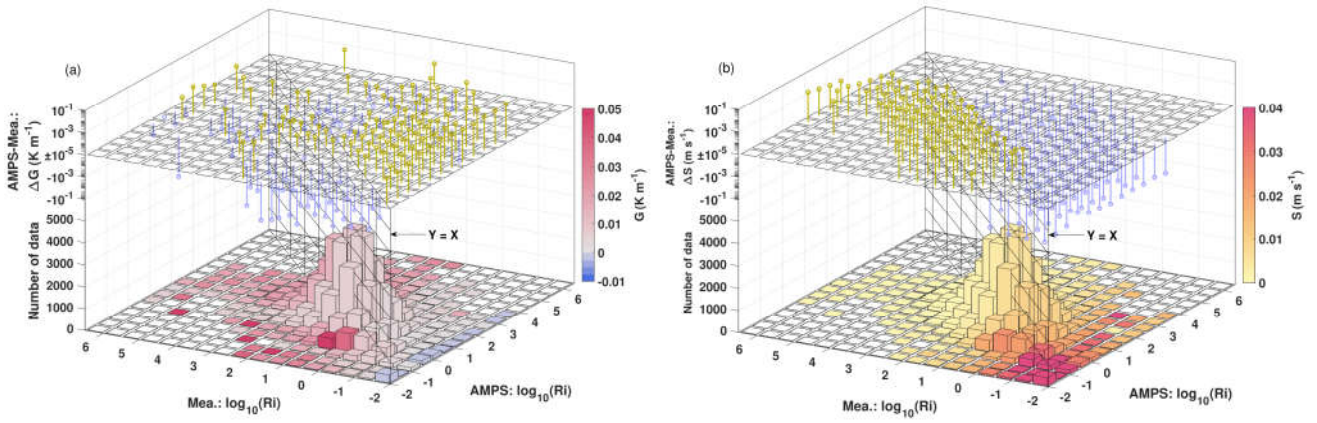 (a)
AMPS-Mea.:
ΔG (K m⁻¹)
10⁻¹
10⁻³
±10⁻⁵
-10⁻³
-10⁻¹
Number of data
5000
4000
3000
2000
1000
0
Y = X
6 5 4 3 2 1 0 -1 -2
Mea.: log₁₀(Ri)
-2 -1 0 1 2 3 4 5 6
AMPS: log₁₀(Ri)
0.05
0.04
0.03
0.02
0.01
0
-0.01
G (K m⁻¹)
(b)
AMPS-Mea.:
ΔS (m s⁻¹)
10⁻¹
10⁻³
±10⁻⁵
-10⁻³
-10⁻¹
Number of data
5000
4000
3000
2000
1000
0
Y = X
6 5 4 3 2 1 0 -1 -2
Mea.: log₁₀(Ri)
-2 -1 0 1 2 3 4 5 6
AMPS: log₁₀(Ri)
0.04
0.03
0.02
0.01
0
S (m s⁻¹)